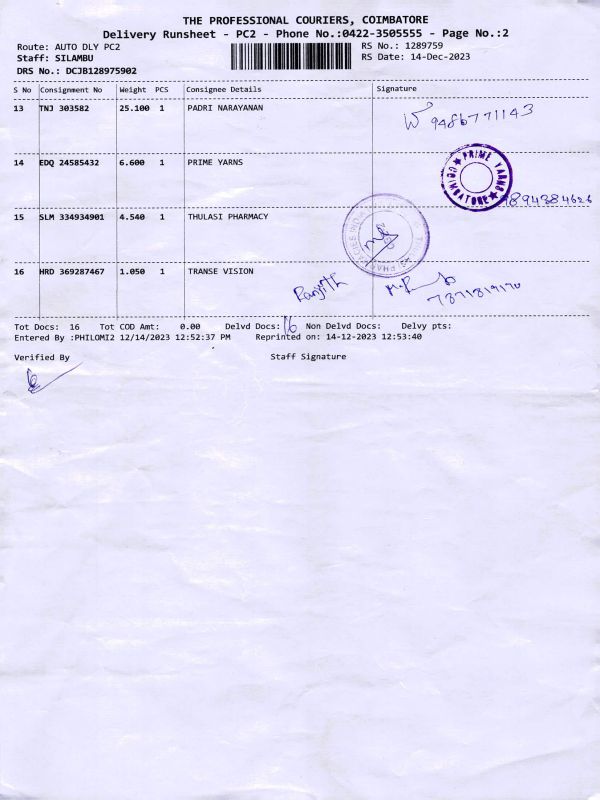 THE PROFESSIONAL COURIERS, COIMBATORE
Delivery Runsheet - PC2 - Phone No.:0422-3505555 - Page No.:2
Route: AUTO DLY PC2 RS No.: 1289759
Staff: SILAMBU RS Date: 14-Dec-2023
DRS No.: DCJB128975902
S No Consignment No Weight PCS Consignee Details Signature
13 TNJ 303582 25.100 1 PADRI NARAYANAN
9486771143
14 EDQ 24585432 6.600 1 PRIME YARNS
PRIME YARNS COIMBATORE
9894384626
15 SLM 334934901 4.540 1 THULASI PHARMACY
16 HRD 369287467 1.050 1 TRANSE VISION
Ranjith
7871819170
Tot Docs: 16 Tot COD Amt: 0.00 Delvd Docs: 16 Non Delvd Docs: Delvy pts:
Entered By :PHILOMI2 12/14/2023 12:52:37 PM Reprinted on: 14-12-2023 12:53:40
Verified By Staff Signature